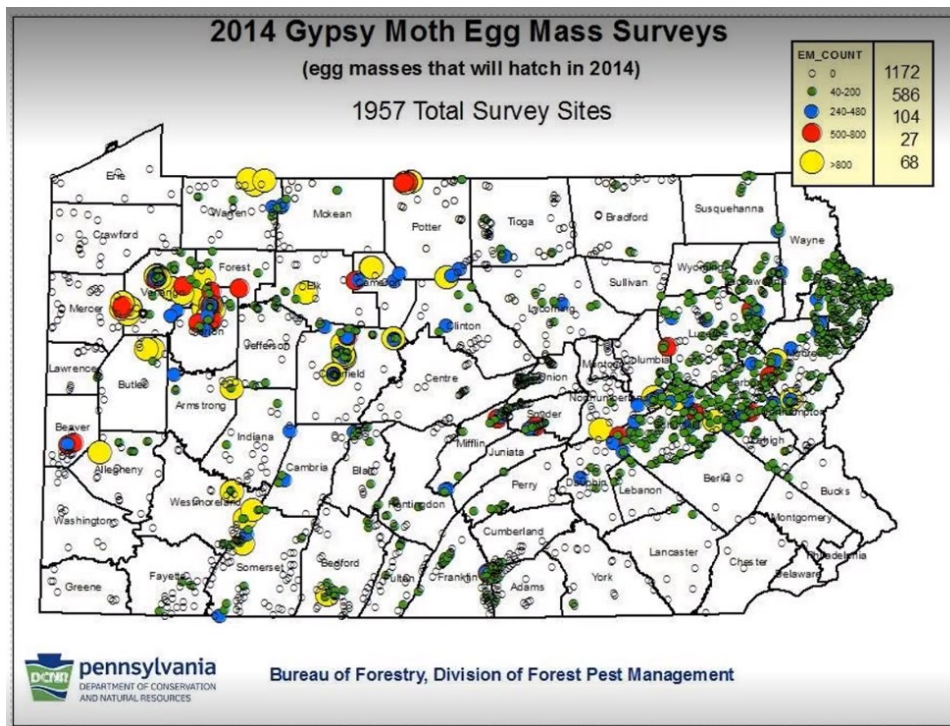 2014 Gypsy Moth Egg Mass Surveys
(egg masses that will hatch in 2014)
1957 Total Survey Sites
EM_COUNT
0 1172
40-200 586
240-480 104
500-800 27
>800 68
Erie
Warren
Mckean
Potter
Tioga
Bradford
Susquehanna
Wayne
Crawford
Forest
Elk
Cameron
Sullivan
Wyoming
Mercer
Lycoming
Clinton
Jefferson
Columbia
Lawrence
Butler
Centre
Union
Armstrong
Northumberland
Snyder
Beaver
Indiana
Mifflin
Juniata
Lehigh
Allegheny
Cambria
Blair
Perry
Dauphin
Lebanon
Berks
Bucks
Westmoreland
Huntingdon
Washington
Cumberland
Montgomery
Lancaster
Philadelphia
Greene
Fayette
Somerset
Bedford
Fulton
Franklin
Adams
York
Chester
Delaware
DCNR
pennsylvania
DEPARTMENT OF CONSERVATION
AND NATURAL RESOURCES
Bureau of Forestry, Division of Forest Pest Management